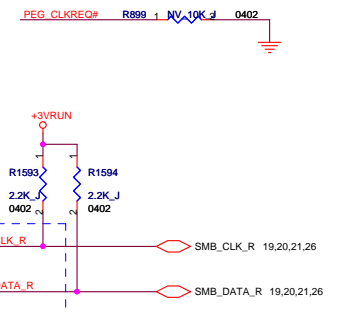 PEG_CLKREQ# R899 1 NV_10K_J 2 0402
+3VRUN
1 1
R1593 R1594
2.2K_J 2.2K_J
0402 0402
2 2
LK_R SMB_CLK_R 19,20,21,26
ATA_R SMB_DATA_R 19,20,21,26